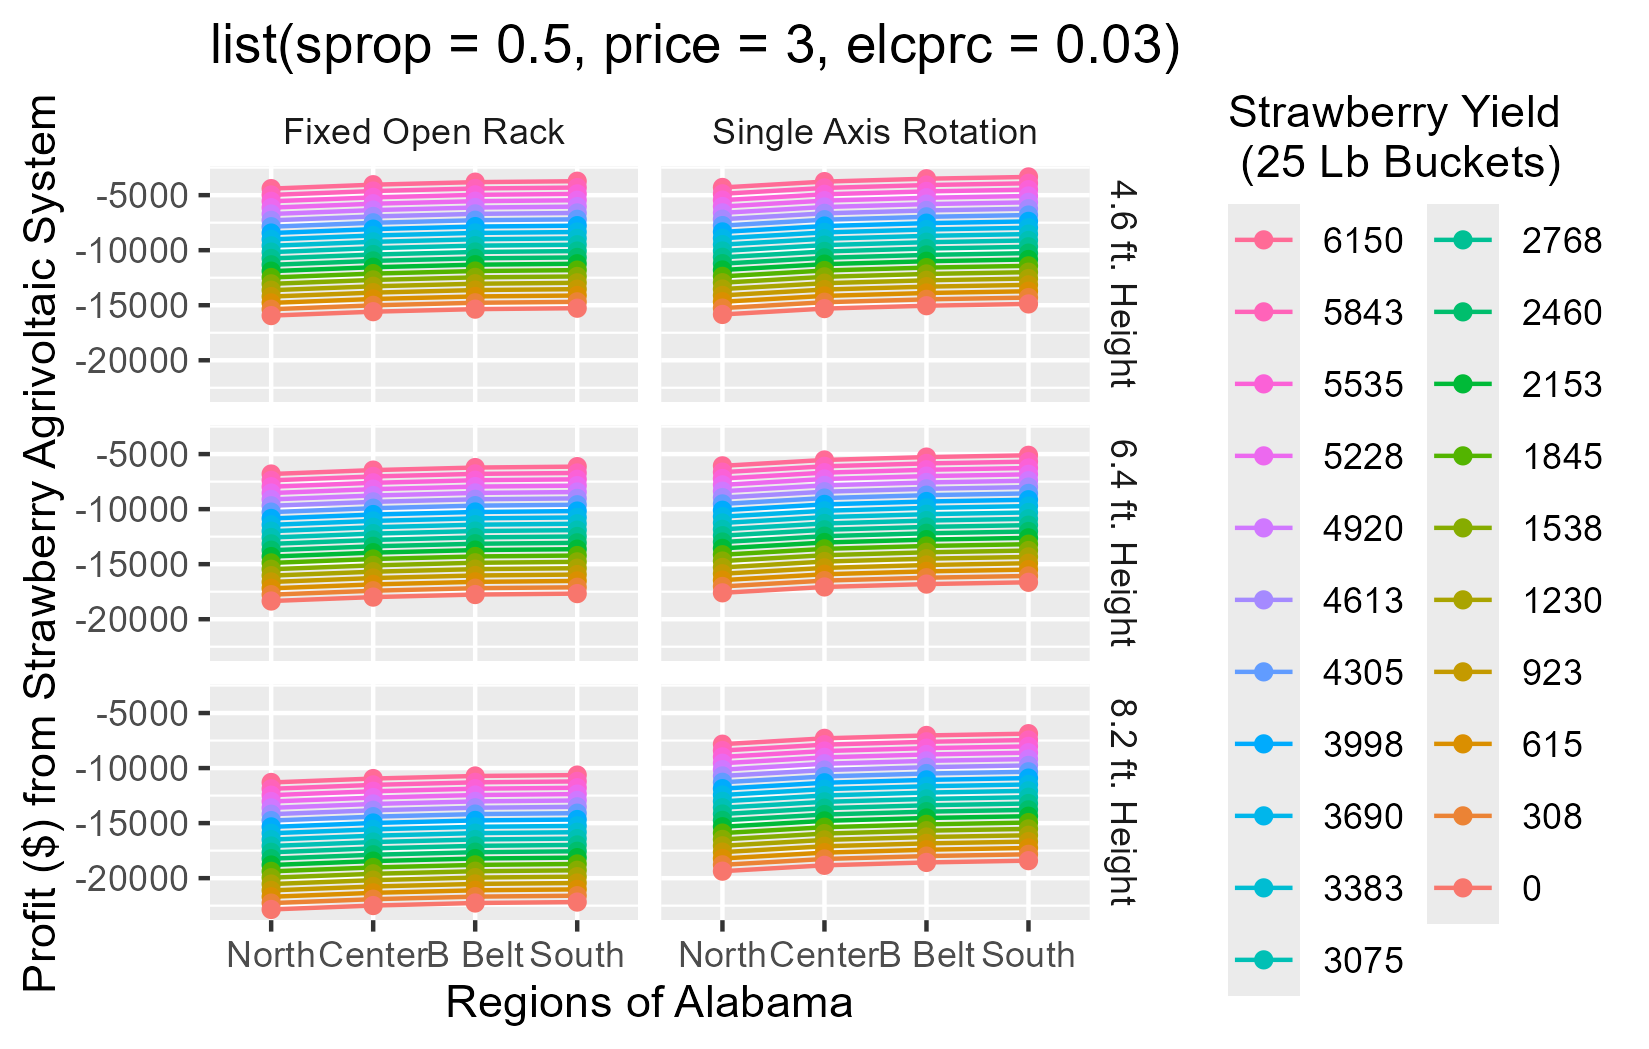 list(sprop = 0.5, price = 3, elcprc = 0.03)
Fixed Open Rack
Single Axis Rotation
Profit ($) from Strawberry Agrivoltaic System
-5000
-10000
-15000
-20000
4.6 ft. Height
-5000
-10000
-15000
-20000
6.4 ft. Height
-5000
-10000
-15000
-20000
8.2 ft. Height
North Center B Belt South
North Center B Belt South
Regions of Alabama
Strawberry Yield
(25 Lb Buckets)
6150
5843
5535
5228
4920
4613
4305
3998
3690
3383
3075
2768
2460
2153
1845
1538
1230
923
615
308
0